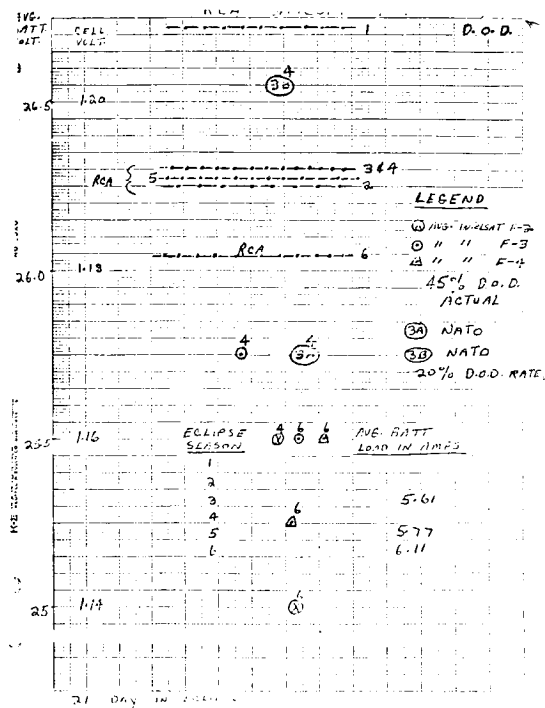 RCA
AVG. CELL 1 D.O.D.
BATT VOLT.
VOLT.
4
3B
26.5 1.20
3&4
RCA 5
2
LEGEND
AVG. INTELSAT F-2
" " F-3
RCA 6
" " F-4
26.0 1.18
45% D.O.D.
ACTUAL
3A NATO
4
3B NATO
20% D.O.D. RATE
4 6 6
25.5 1.16 ECLIPSE AVG. BATT
SEASON LOAD IN AMPS
1
2
3 5.61
6
4
5 5.77
6 6.11
25 1.14
21 DAY IN